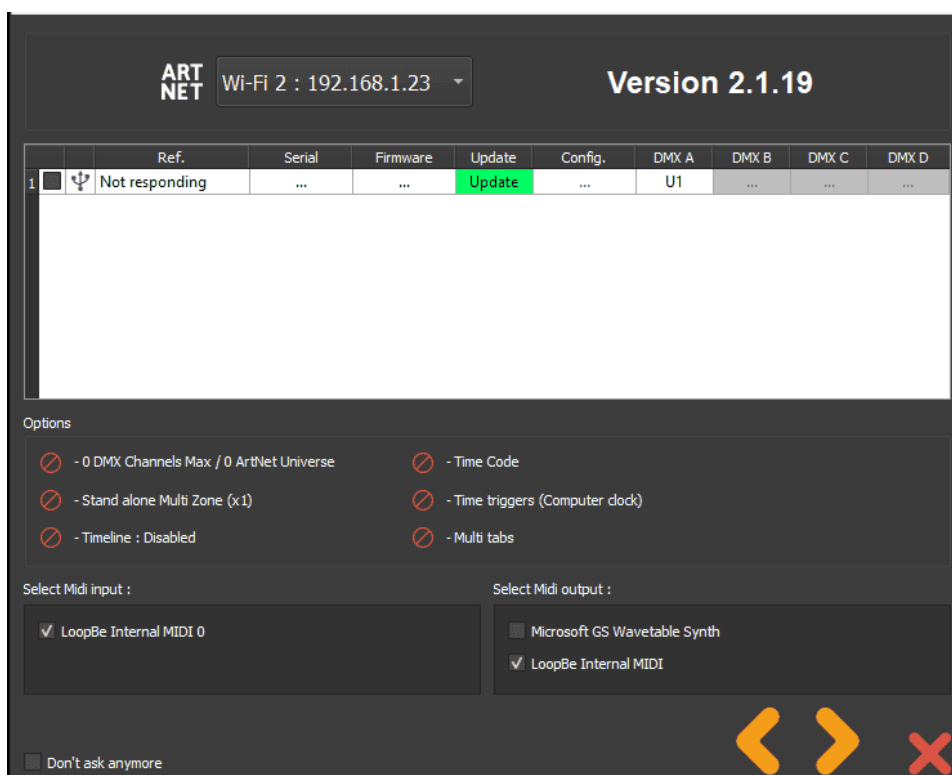 ART
NET
Wi-Fi 2 : 192.168.1.23
Version 2.1.19
Ref. Serial Firmware Update Config. DMX A DMX B DMX C DMX D
1 Not responding ... ... Update ... U1 ... ... ...
Options
- 0 DMX Channels Max / 0 ArtNet Universe
- Time Code
- Stand alone Multi Zone (x1)
- Time triggers (Computer clock)
- Timeline : Disabled
- Multi tabs
Select Midi input :
Select Midi output :
LoopBe Internal MIDI 0
Microsoft GS Wavetable Synth
LoopBe Internal MIDI
Don't ask anymore